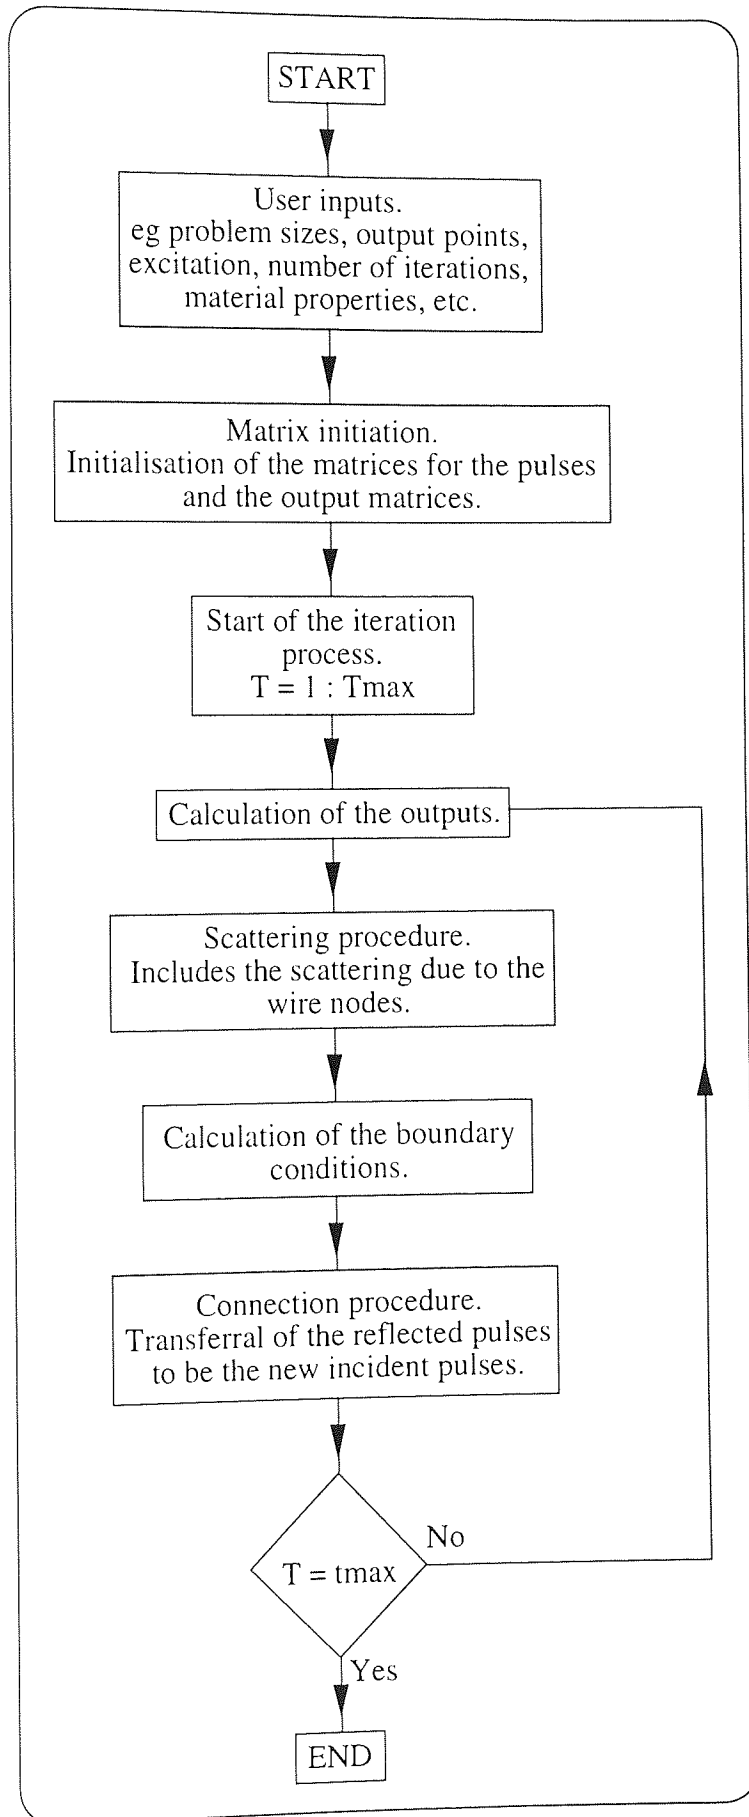 START
User inputs.
eg problem sizes, output points,
excitation, number of iterations,
material properties, etc.
Matrix initiation.
Initialisation of the matrices for the pulses
and the output matrices.
Start of the iteration
process.
T = 1 : Tmax
Calculation of the outputs.
Scattering procedure.
Includes the scattering due to the
wire nodes.
Calculation of the boundary
conditions.
Connection procedure.
Transferral of the reflected pulses
to be the new incident pulses.
No
T = tmax
Yes
END